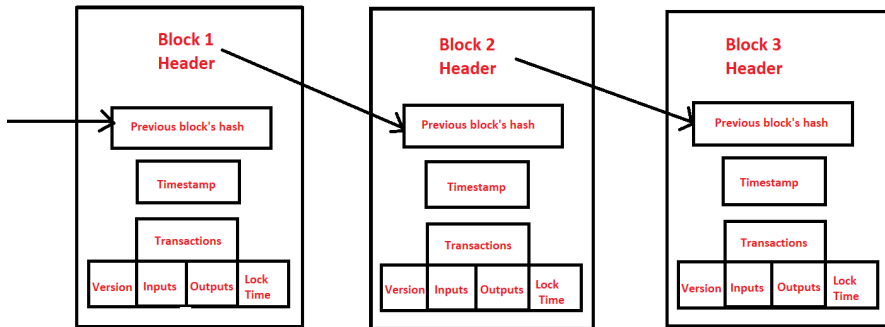 Block 1
Header
Previous block's hash
Timestamp
Transactions
Version Inputs Outputs Lock
Time
Block 2
Header
Previous block's hash
Timestamp
Transactions
Version Inputs Outputs Lock
Time
Block 3
Header
Previous block's hash
Timestamp
Transactions
Version Inputs Outputs Lock
Time